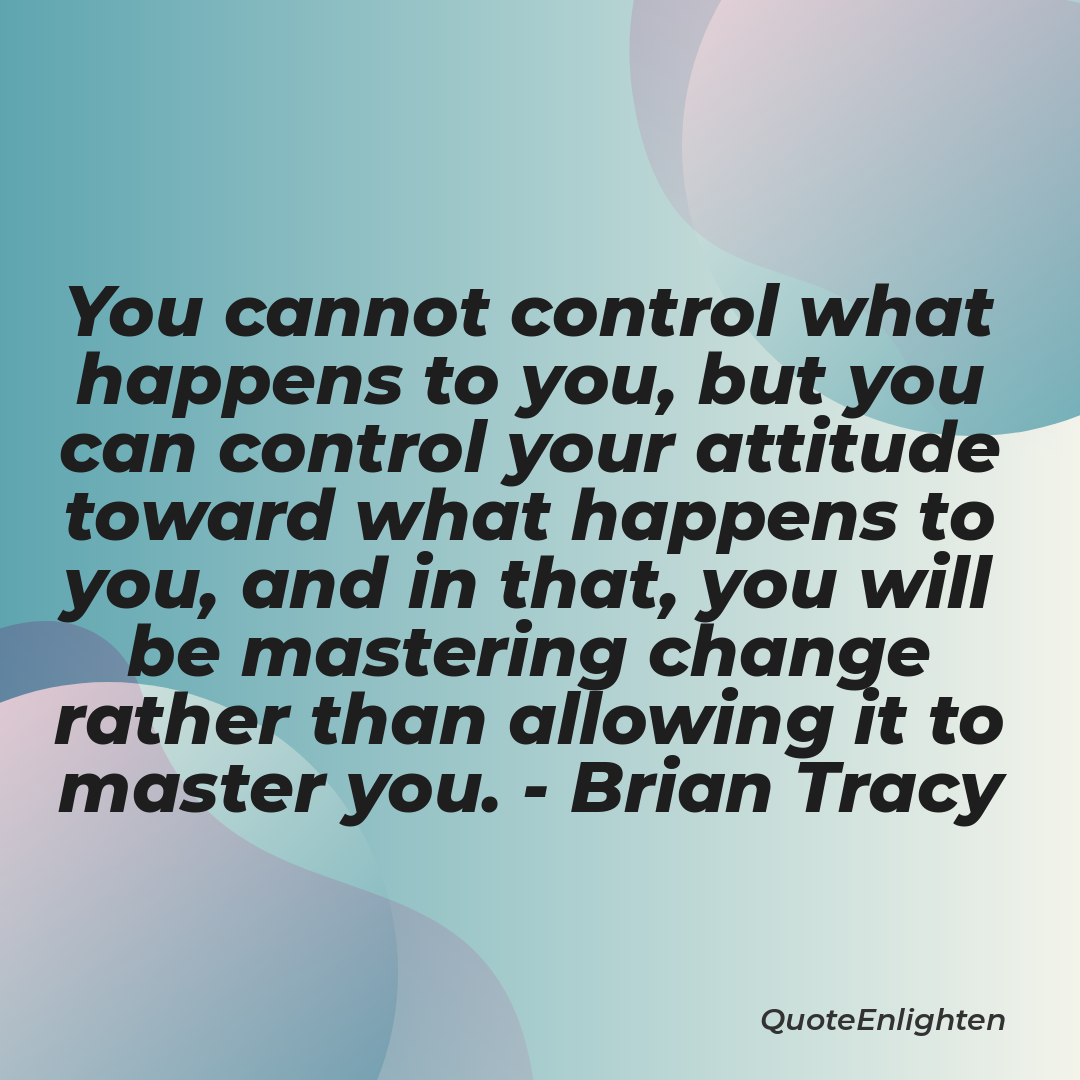 You cannot control what
happens to you, but you
can control your attitude
toward what happens to
you, and in that, you will
be mastering change
rather than allowing it to
master you. - Brian Tracy
QuoteEnlighten